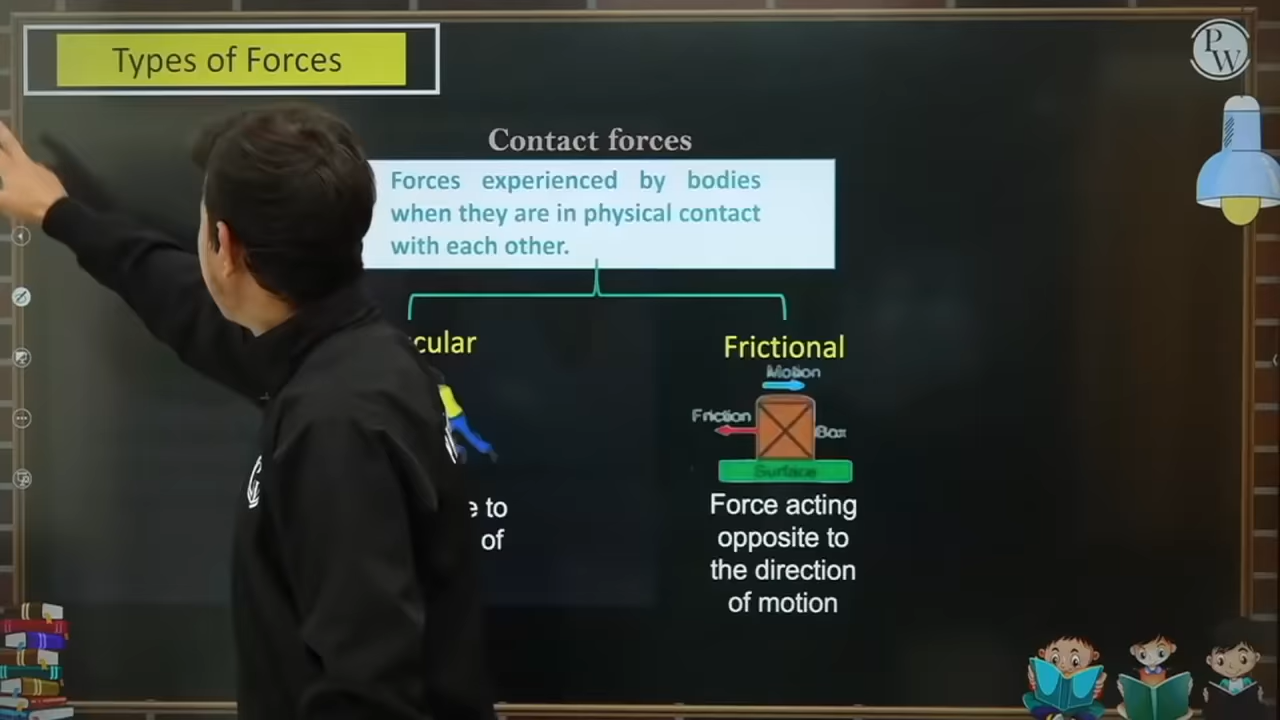 Types of Forces
P
W
Contact forces
Forces experienced by bodies
when they are in physical contact
with each other.
cular
Frictional
Motion
Friction
Box
Surface
e to
of
Force acting
opposite to
the direction
of motion